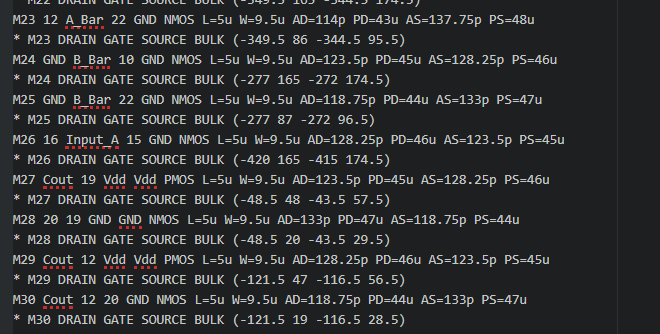 * M22 DRAIN GATE SOURCE BULK (-349.5 165 -344.5 174.5)
M23 12 A_Bar 22 GND NMOS L=5u W=9.5u AD=114p PD=43u AS=137.75p PS=48u
* M23 DRAIN GATE SOURCE BULK (-349.5 86 -344.5 95.5)
M24 GND B_Bar 10 GND NMOS L=5u W=9.5u AD=123.5p PD=45u AS=128.25p PS=46u
* M24 DRAIN GATE SOURCE BULK (-277 165 -272 174.5)
M25 GND B_Bar 22 GND NMOS L=5u W=9.5u AD=118.75p PD=44u AS=133p PS=47u
* M25 DRAIN GATE SOURCE BULK (-277 87 -272 96.5)
M26 16 Input_A 15 GND NMOS L=5u W=9.5u AD=128.25p PD=46u AS=123.5p PS=45u
* M26 DRAIN GATE SOURCE BULK (-420 165 -415 174.5)
M27 Cout 19 Vdd Vdd PMOS L=5u W=9.5u AD=123.5p PD=45u AS=128.25p PS=46u
* M27 DRAIN GATE SOURCE BULK (-48.5 48 -43.5 57.5)
M28 20 19 GND GND NMOS L=5u W=9.5u AD=133p PD=47u AS=118.75p PS=44u
* M28 DRAIN GATE SOURCE BULK (-48.5 20 -43.5 29.5)
M29 Cout 12 Vdd Vdd PMOS L=5u W=9.5u AD=128.25p PD=46u AS=123.5p PS=45u
* M29 DRAIN GATE SOURCE BULK (-121.5 47 -116.5 56.5)
M30 Cout 12 20 GND NMOS L=5u W=9.5u AD=118.75p PD=44u AS=133p PS=47u
* M30 DRAIN GATE SOURCE BULK (-121.5 19 -116.5 28.5)